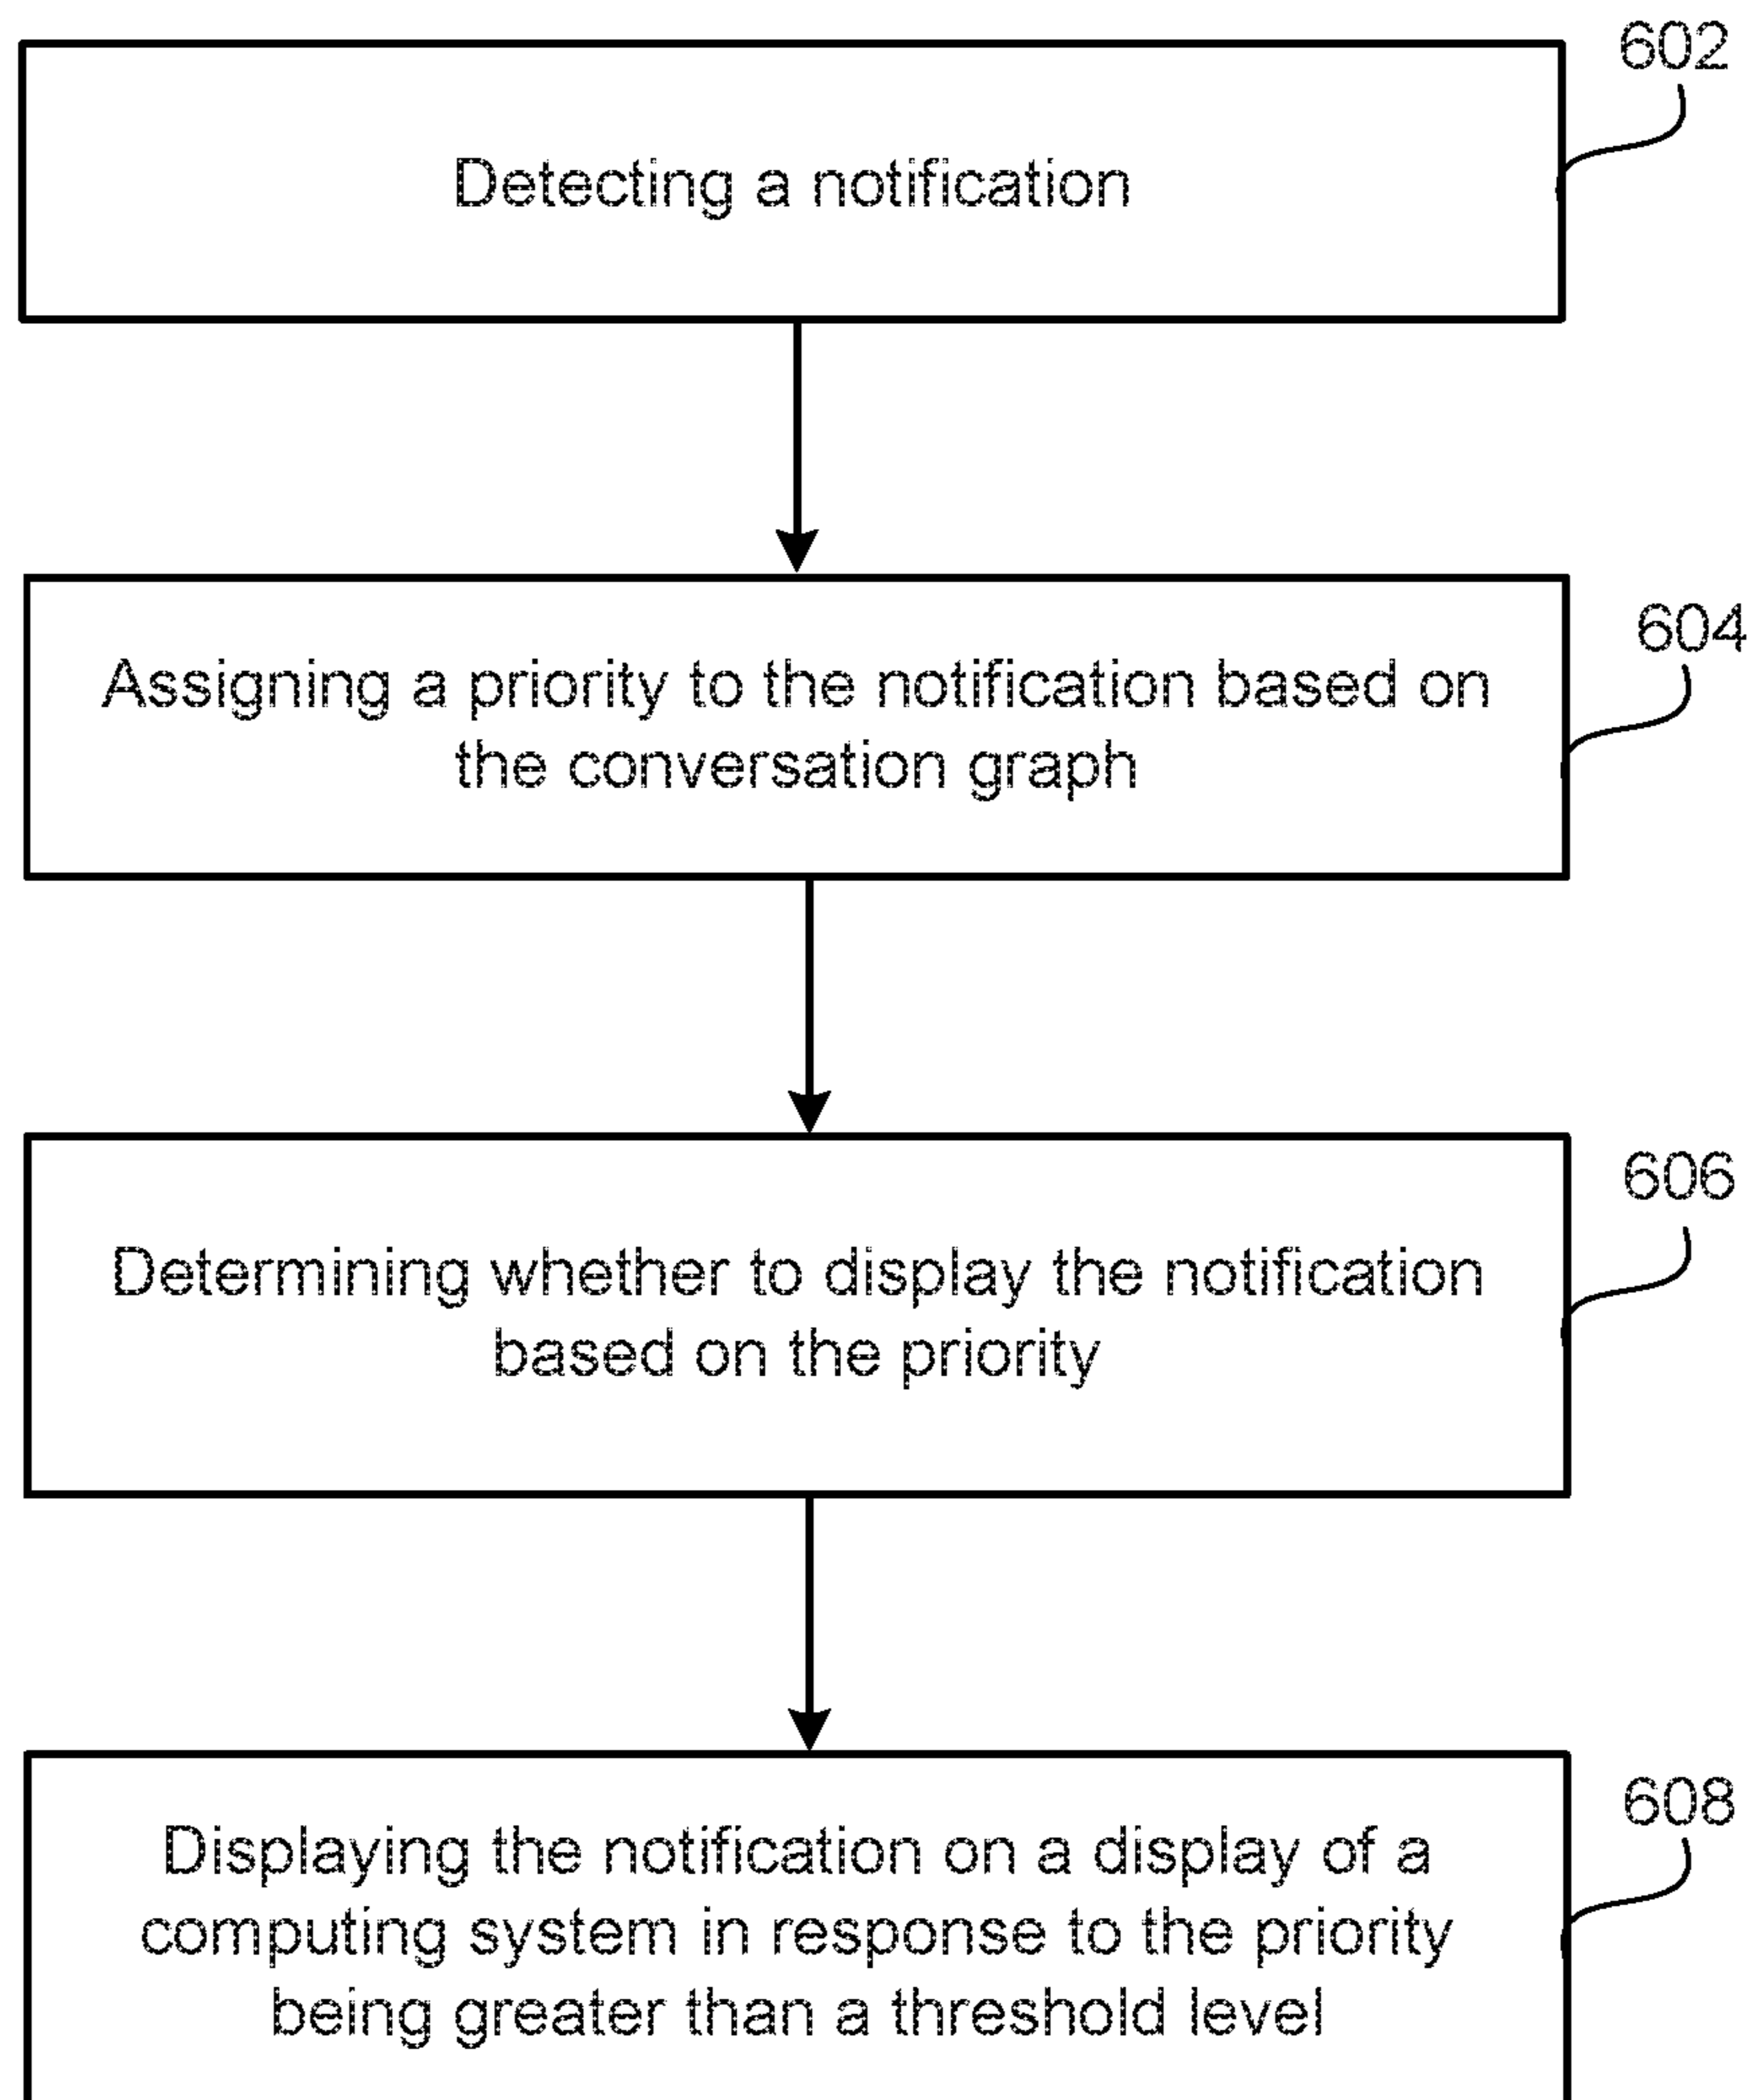 602
Detecting a notification
604
Assigning a priority to the notification based on
the conversation graph
606
Determining whether to display the notification
based on the priority
608
Displaying the notification on a display of a
computing system in response to the priority
being greater than a threshold level